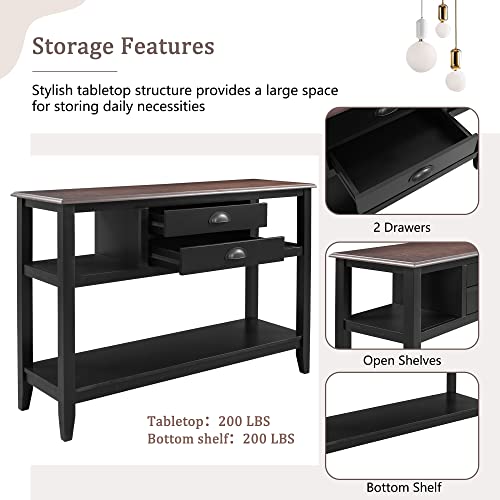 Storage Features
Stylish tabletop structure provides a large space
for storing daily necessities
2 Drawers
Open Shelves
Tabletop：200 LBS
Bottom shelf：200 LBS
Bottom Shelf